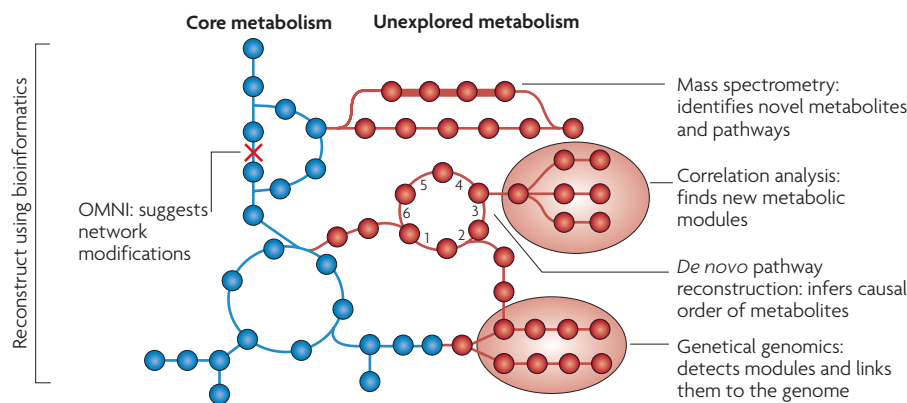 Core metabolism
Unexplored metabolism
Reconstruct using bioinformatics
OMNI: suggests
network
modifications
Mass spectrometry:
identifies novel metabolites
and pathways
Correlation analysis:
finds new metabolic
modules
De novo pathway
reconstruction: infers causal
order of metabolites
Genetical genomics:
detects modules and links
them to the genome
5
4
6
3
1
2